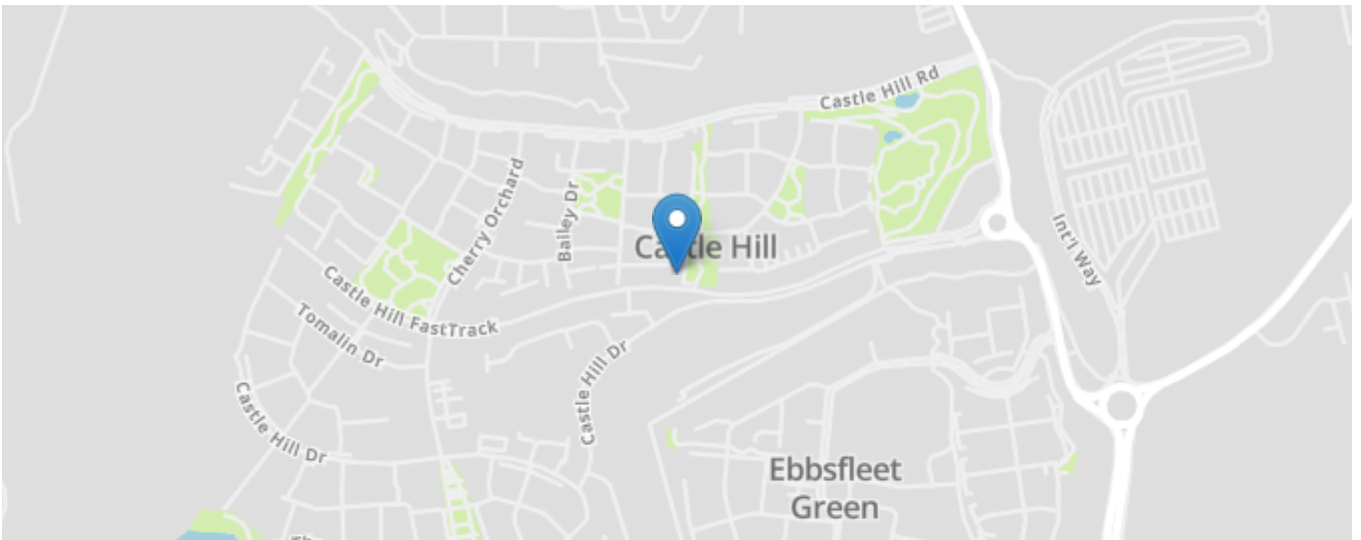 Castle Hill Rd
Cherry Orchard
Bailey Dr
Castle Hill
Int'l Way
Castle Hill FastTrack
Tomalin Dr
Castle Hill Dr
Castle Hill Dr
Ebbsfleet
Green